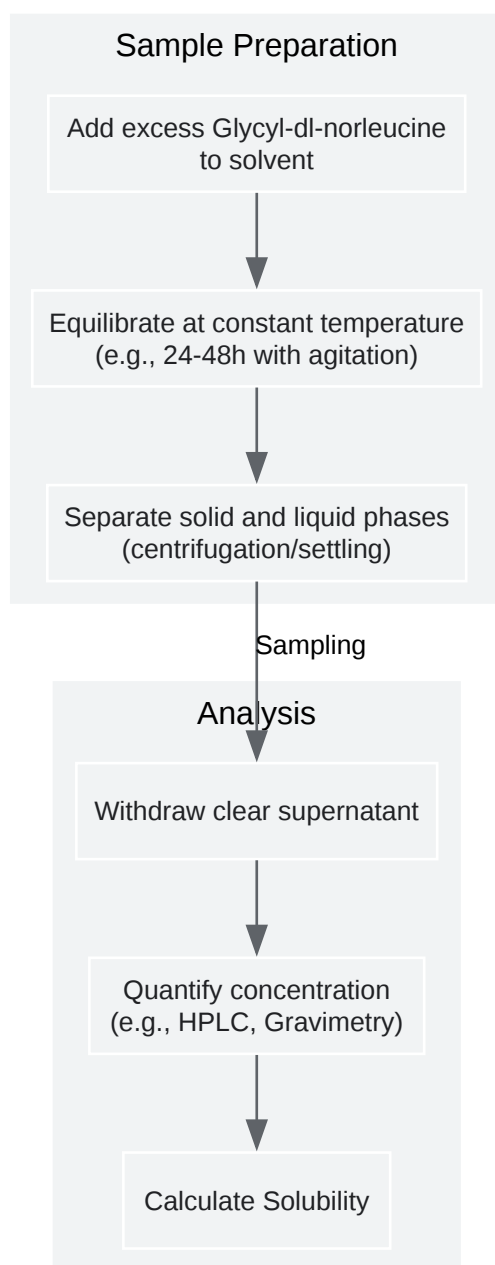 Sample Preparation
Add excess Glycyl-dl-norleucine
to solvent
Equilibrate at constant temperature
(e.g., 24-48h with agitation)
Separate solid and liquid phases
(centrifugation/settling)
Sampling
Analysis
Withdraw clear supernatant
Quantify concentration
(e.g., HPLC, Gravimetry)
Calculate Solubility